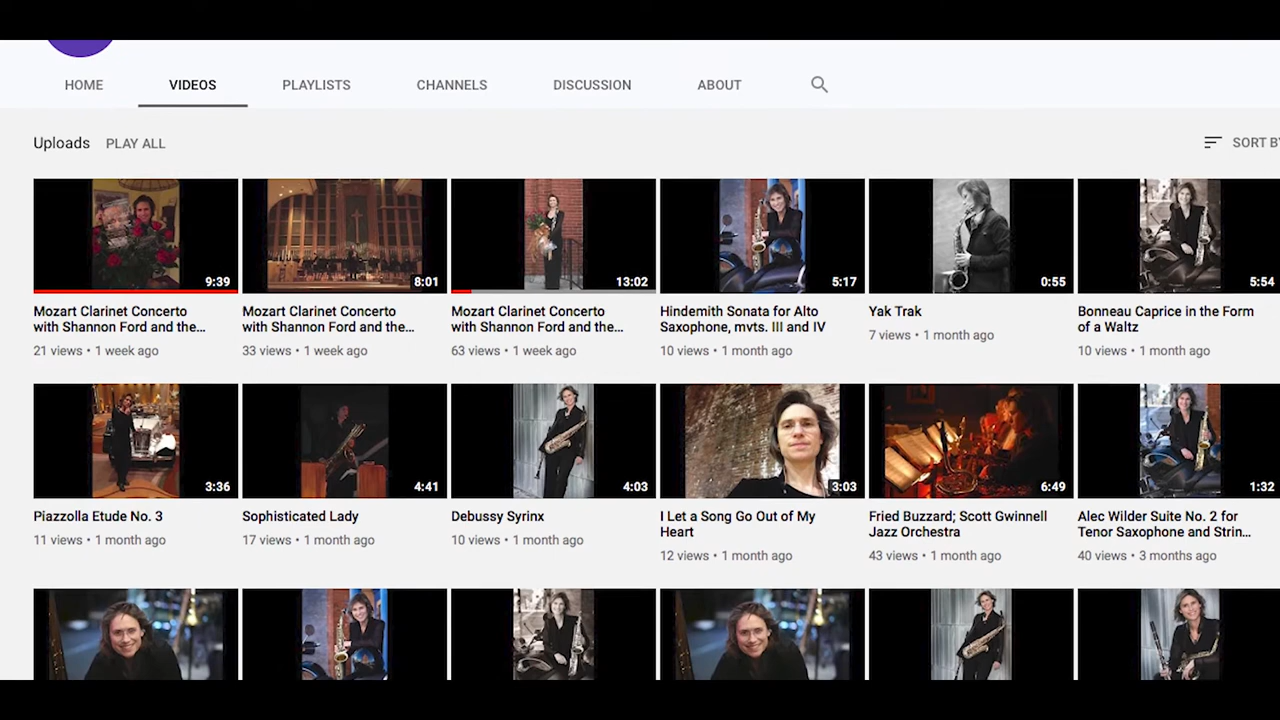 HOME VIDEOS PLAYLISTS CHANNELS DISCUSSION ABOUT
Uploads PLAY ALL SORT BY
9:39 8:01 13:02 5:17 0:55 5:54
Mozart Clarinet Concerto
with Shannon Ford and the...
21 views • 1 week ago
Mozart Clarinet Concerto
with Shannon Ford and the...
33 views • 1 week ago
Mozart Clarinet Concerto
with Shannon Ford and the...
63 views • 1 week ago
Hindemith Sonata for Alto
Saxophone, mvts. III and IV
10 views • 1 month ago
Yak Trak
7 views • 1 month ago
Bonneau Caprice in the Form
of a Waltz
10 views • 1 month ago
3:36 4:41 4:03 3:03 6:49 1:32
Piazzolla Etude No. 3
11 views • 1 month ago
Sophisticated Lady
17 views • 1 month ago
Debussy Syrinx
10 views • 1 month ago
I Let a Song Go Out of My
Heart
12 views • 1 month ago
Fried Buzzard; Scott Gwinnell
Jazz Orchestra
43 views • 1 month ago
Alec Wilder Suite No. 2 for
Tenor Saxophone and Strin...
40 views • 3 months ago